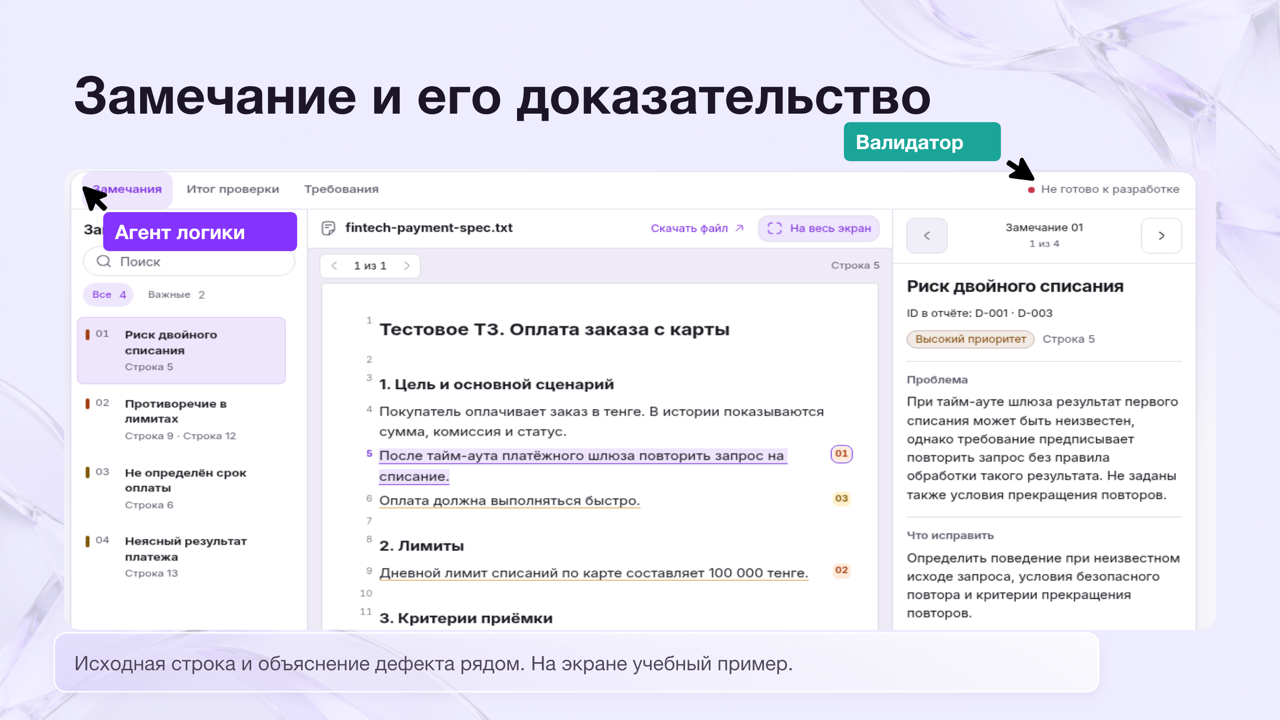 Замечание и его доказательство
Валидатор
Замечания
Итог проверки
Требования
Не готово к разработке
Агент логики
Поиск
Все 4
Важные 2
01
Риск двойного
списания
Строка 5
02
Противоречие в
лимитах
Строка 9 · Строка 12
03
Не определён срок
оплаты
Строка 6
04
Неясный результат
платежа
Строка 13
fintech-payment-spec.txt
Скачать файл
На весь экран
1 из 1
Строка 5
1
Тестовое ТЗ. Оплата заказа с карты
2
3
1. Цель и основной сценарий
4
Покупатель оплачивает заказ в тенге. В истории показываются
сумма, комиссия и статус.
5
После тайм-аута платёжного шлюза повторить запрос на
списание.
01
6
Оплата должна выполняться быстро.
03
7
8
2. Лимиты
9
Дневной лимит списаний по карте составляет 100 000 тенге.
02
10
11
3. Критерии приёмки
Замечание 01
1 из 4
Риск двойного списания
ID в отчёте: D-001 · D-003
Высокий приоритет
Строка 5
Проблема
При тайм-ауте шлюза результат первого
списания может быть неизвестен,
однако требование предписывает
повторить запрос без правила
обработки такого результата. Не заданы
также условия прекращения повторов.
Что исправить
Определить поведение при неизвестном
исходе запроса, условия безопасного
повтора и критерии прекращения
повторов.
Исходная строка и объяснение дефекта рядом. На экране учебный пример.